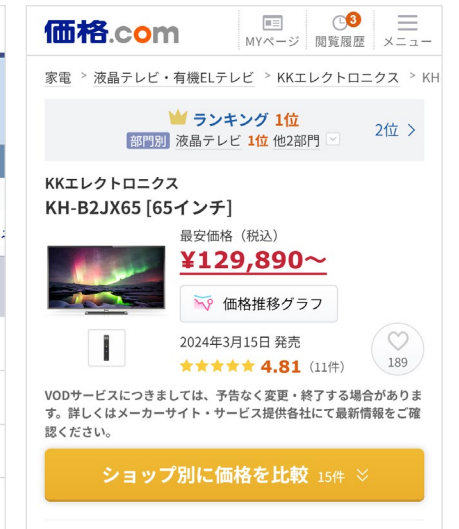 価格.com
MYページ
3
閲覧履歴
メニュー
家電 > 液晶テレビ・有機ELテレビ > KKエレクトロニクス > KH
ランキング 1位
部門別 液晶テレビ 1位 他2部門
2位 >
KKエレクトロニクス
KH-B2JX65 [65インチ]
最安価格（税込）
¥129,890～
価格推移グラフ
2024年3月15日 発売
★★★★★ 4.81 （11件）
189
VODサービスにつきましては、予告なく変更・終了する場合がありま
す。詳しくはメーカーサイト・サービス提供各社にて最新情報をご確
認ください。
ショップ別に価格を比較 15件